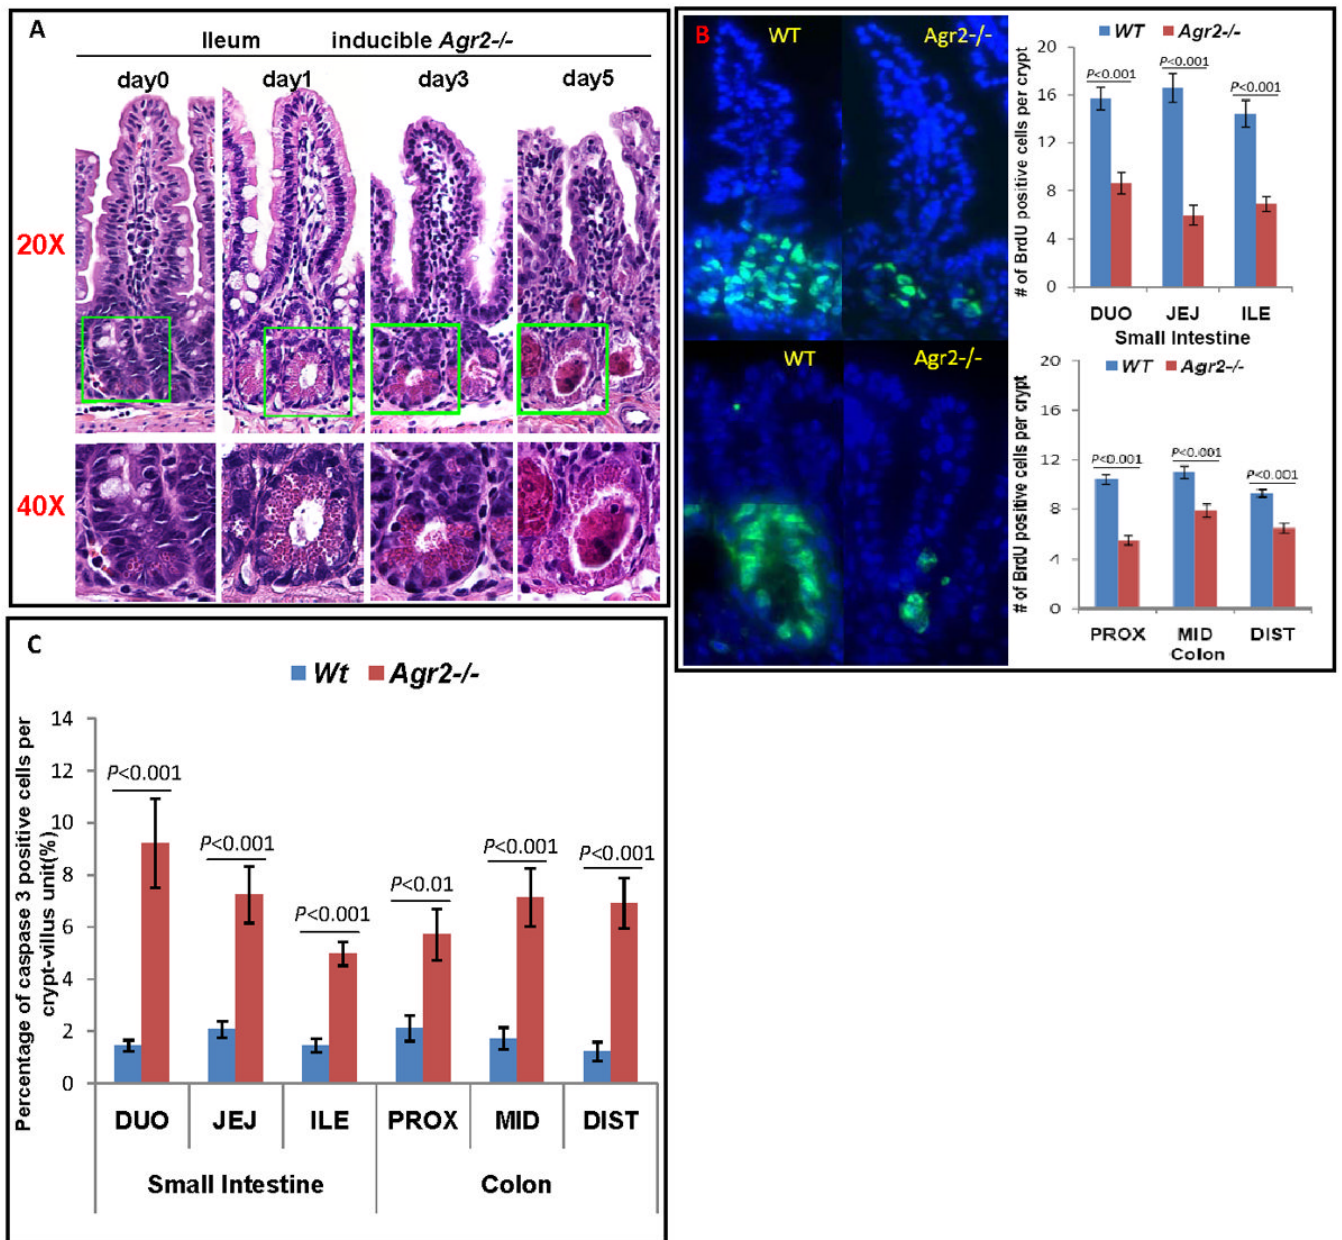 A
Ileum inducible Agr2-/-
day0 day1 day3 day5
20X
40X
B
WT Agr2-/-
WT Agr2-/-
WT Agr2-/-
# of BrdU positive cells per crypt
20
16
12
8
4
0
P<0.001 P<0.001 P<0.001
DUO JEJ ILE
Small Intestine
WT Agr2-/-
# of BrdU positive cells per crypt
20
16
12
8
4
0
P<0.001 P<0.001 P<0.001
PROX MID DIST
Colon
C
Wt Agr2-/-
Percentage of caspase 3 positive cells per
crypt-villus unit(%)
14
12
10
8
6
4
2
0
P<0.001 P<0.001 P<0.001 P<0.01 P<0.001 P<0.001
DUO JEJ ILE PROX MID DIST
Small Intestine Colon